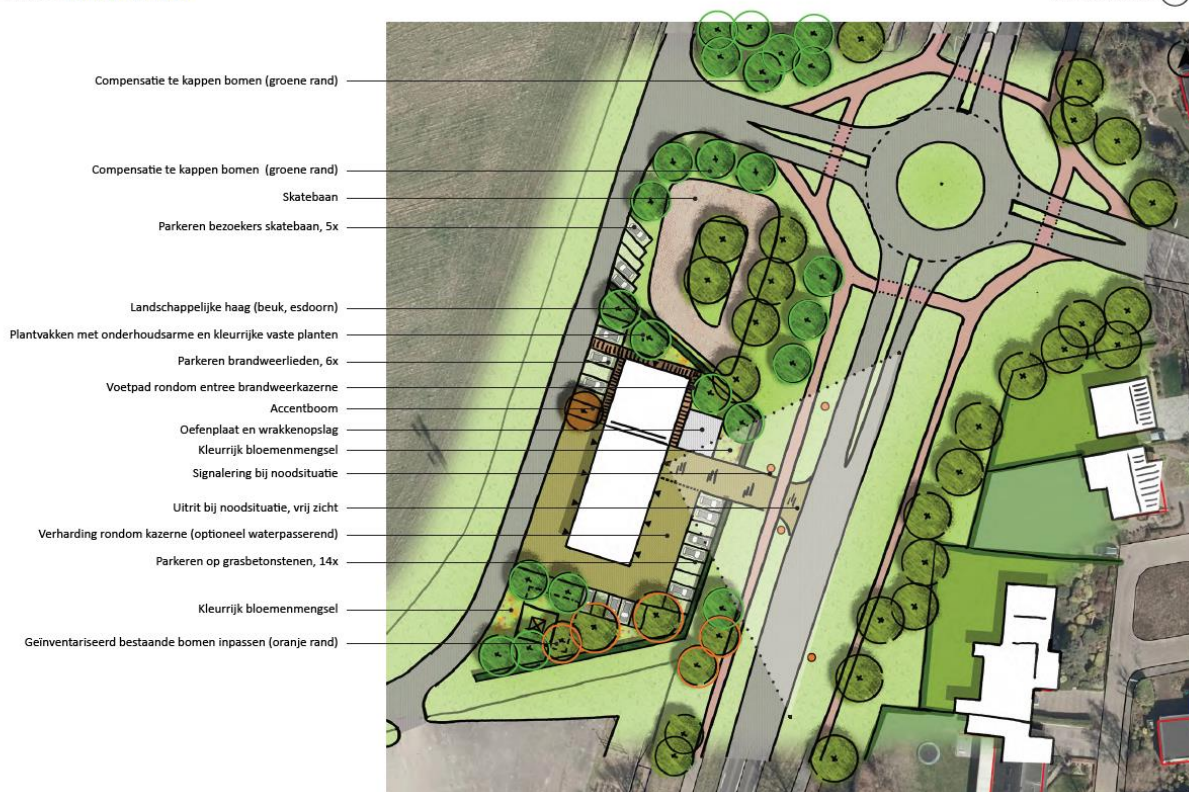 Compensatie te kappen bomen (groene rand)
Compensatie te kappen bomen (groene rand)
Skatebaan
Parkeren bezoekers skatebaan, 5x
Landschappelijke haag (beuk, esdoorn)
Plantvakken met onderhoudsarme en kleurrijke vaste planten
Parkeren brandweerlieden, 6x
Voetpad rondom entree brandweerkazerne
Accentboom
Oefenplaat en wrakkenopslag
Kleurrijk bloemenmengsel
Signalering bij noodsituatie
Uitrit bij noodsituatie, vrij zicht
Verharding rondom kazerne (optioneel waterpasserend)
Parkeren op grasbetonstenen, 14x
Kleurrijk bloemenmengsel
Geïnventariseerd bestaande bomen inpassen (oranje rand)